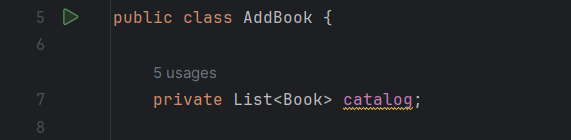 5 public class AddBook {
6
5 usages
7 private List<Book> catalog;
8